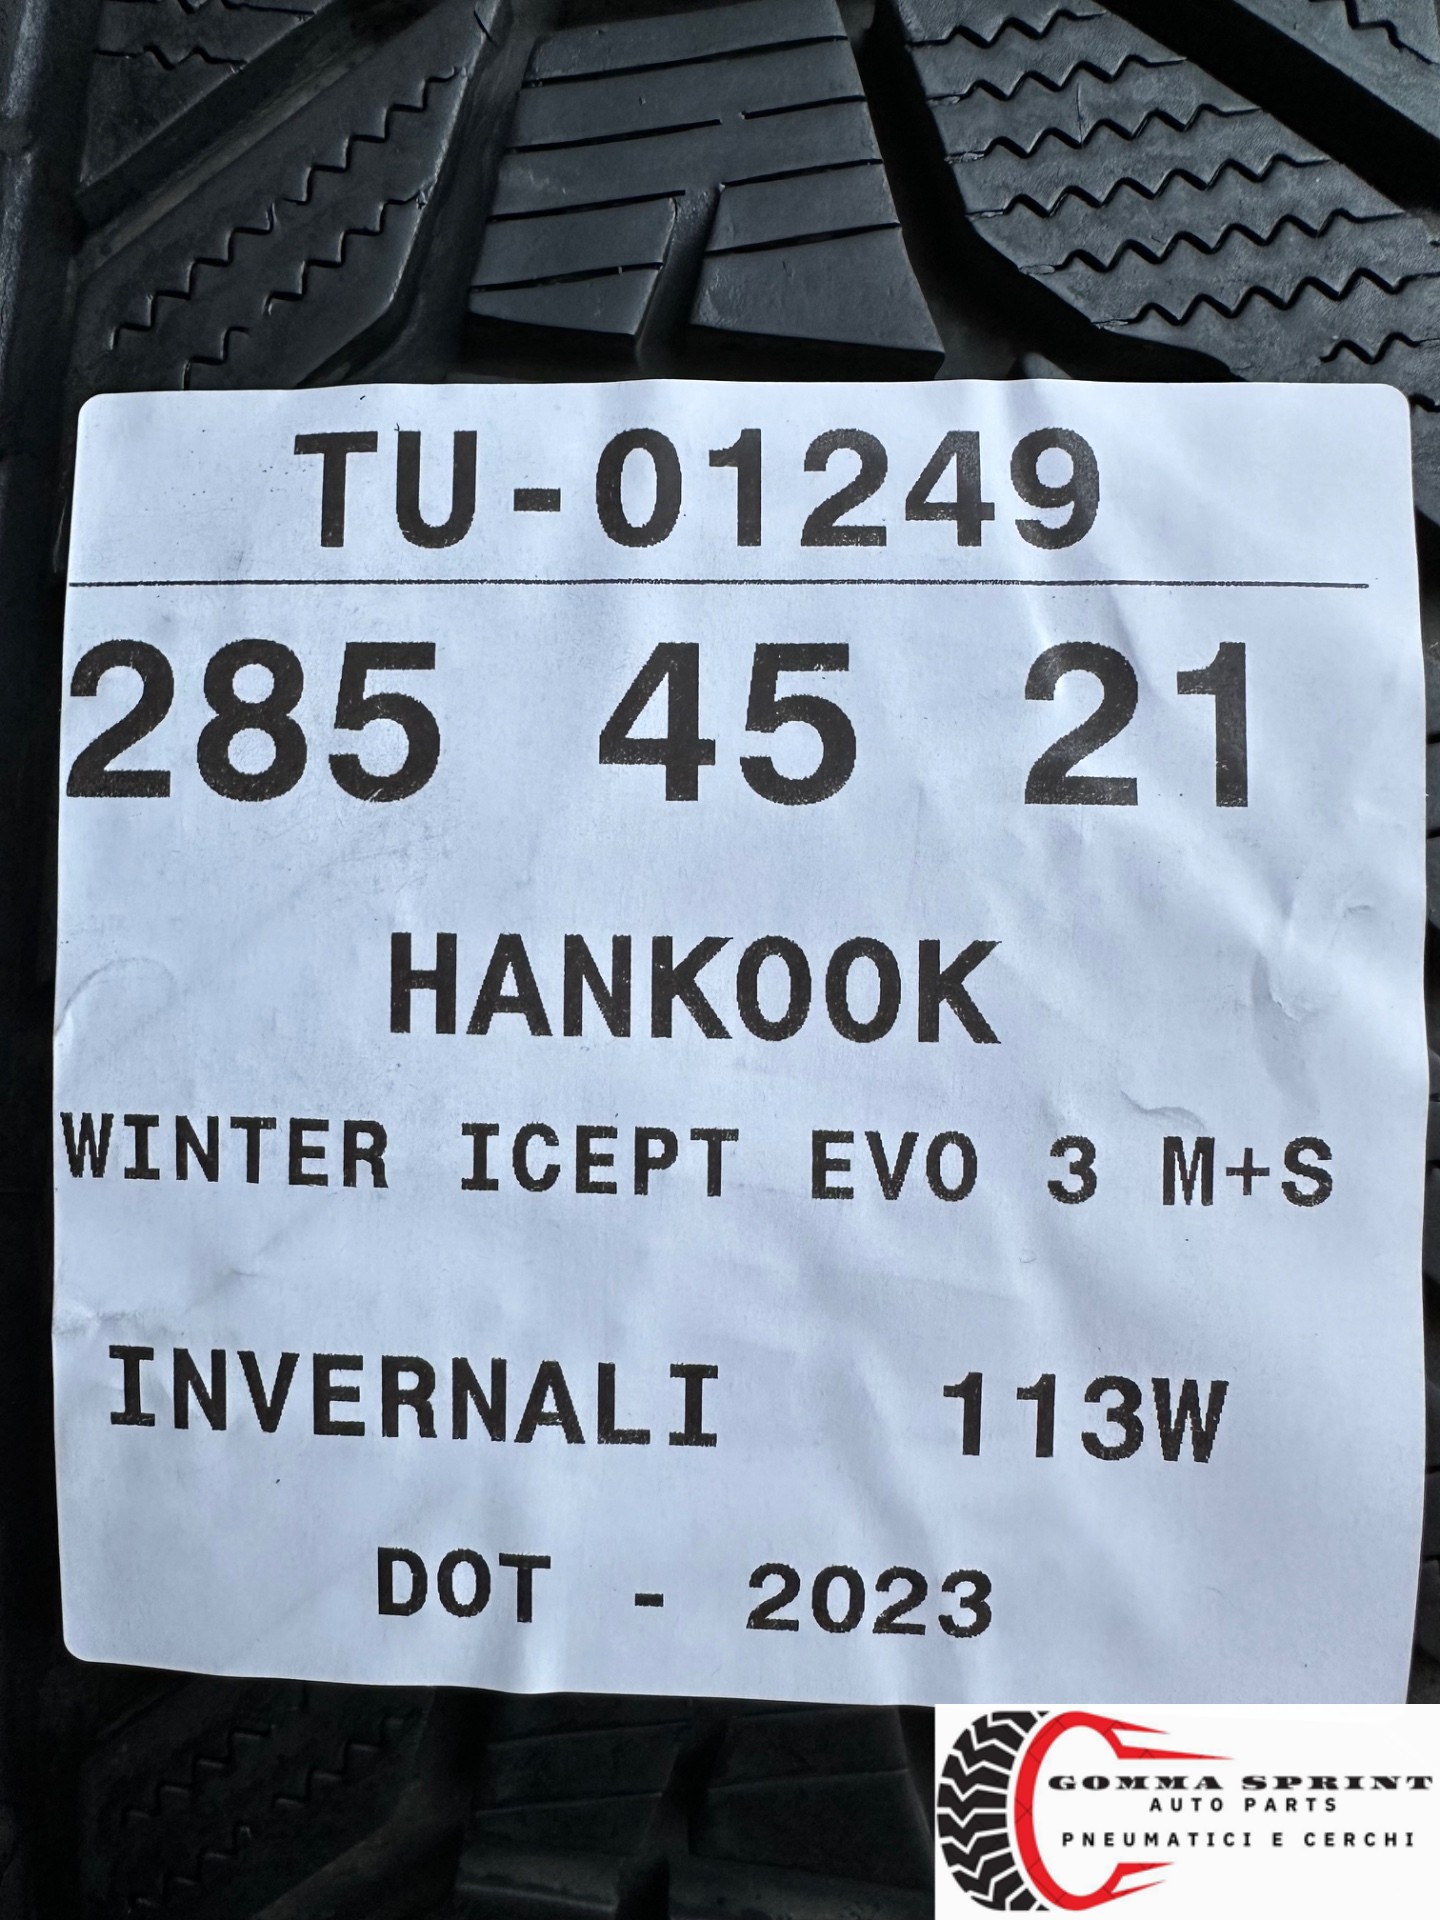 TU-01249
285 45 21
HANKOOK
WINTER ICEPT EVO 3 M+S
INVERNALI 113W
DOT - 2023
GOMMA SPRINT
AUTO PARTS
PNEUMATICI E CERCHI